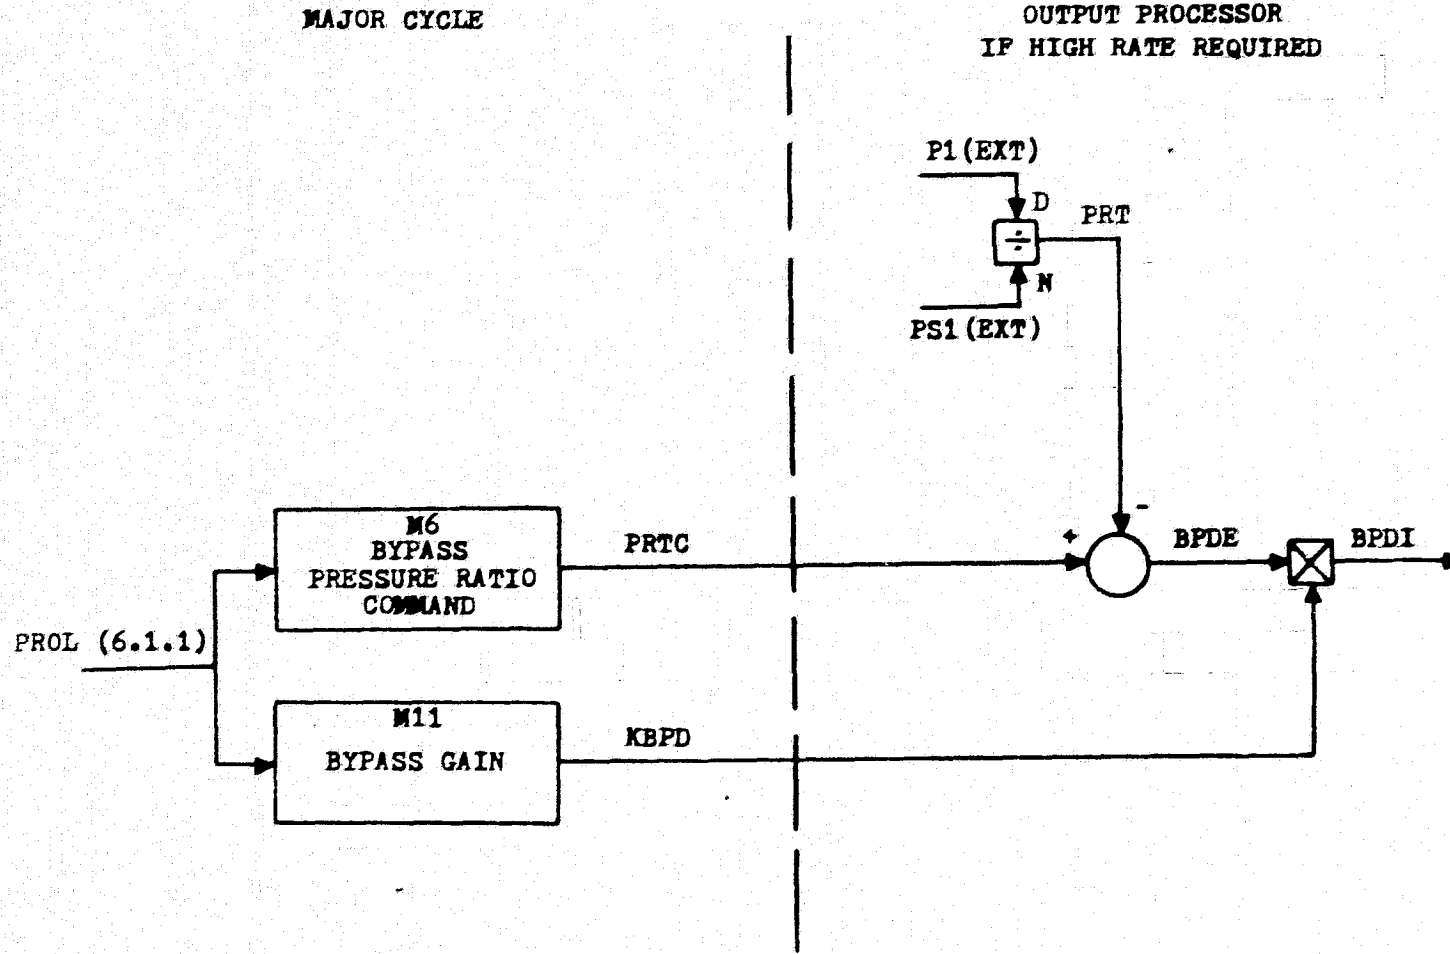 MAJOR CYCLE
OUTPUT PROCESSOR
IF HIGH RATE REQUIRED
P1(EXT)
D
PRT
÷
N
PS1(EXT)
M6
BYPASS
PRESSURE RATIO
COMMAND
PRTC
+
-
BPDE
BPDI
PROL (6.1.1)
M11
BYPASS GAIN
KBPD